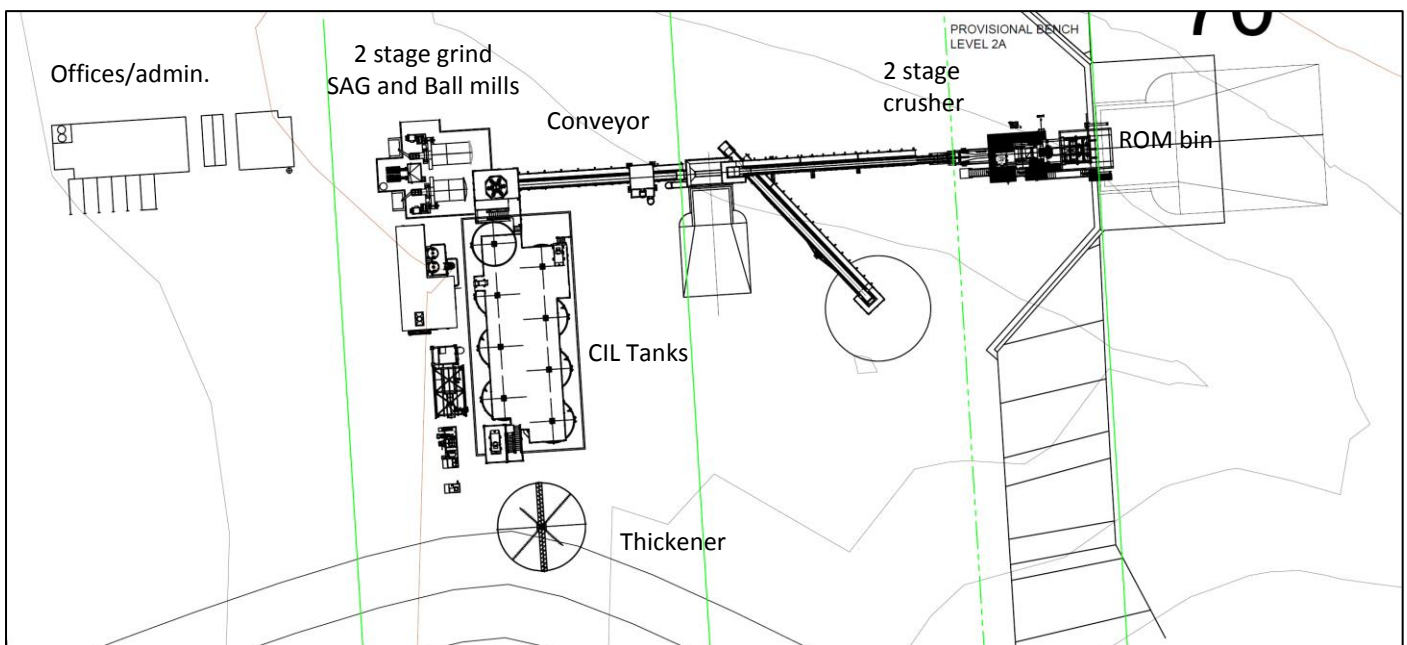 70
PROVISIONAL BENCH
LEVEL 2A
2 stage grind
SAG and Ball mills
Offices/admin.
2 stage
crusher
Conveyor
ROM bin
CIL Tanks
Thickener